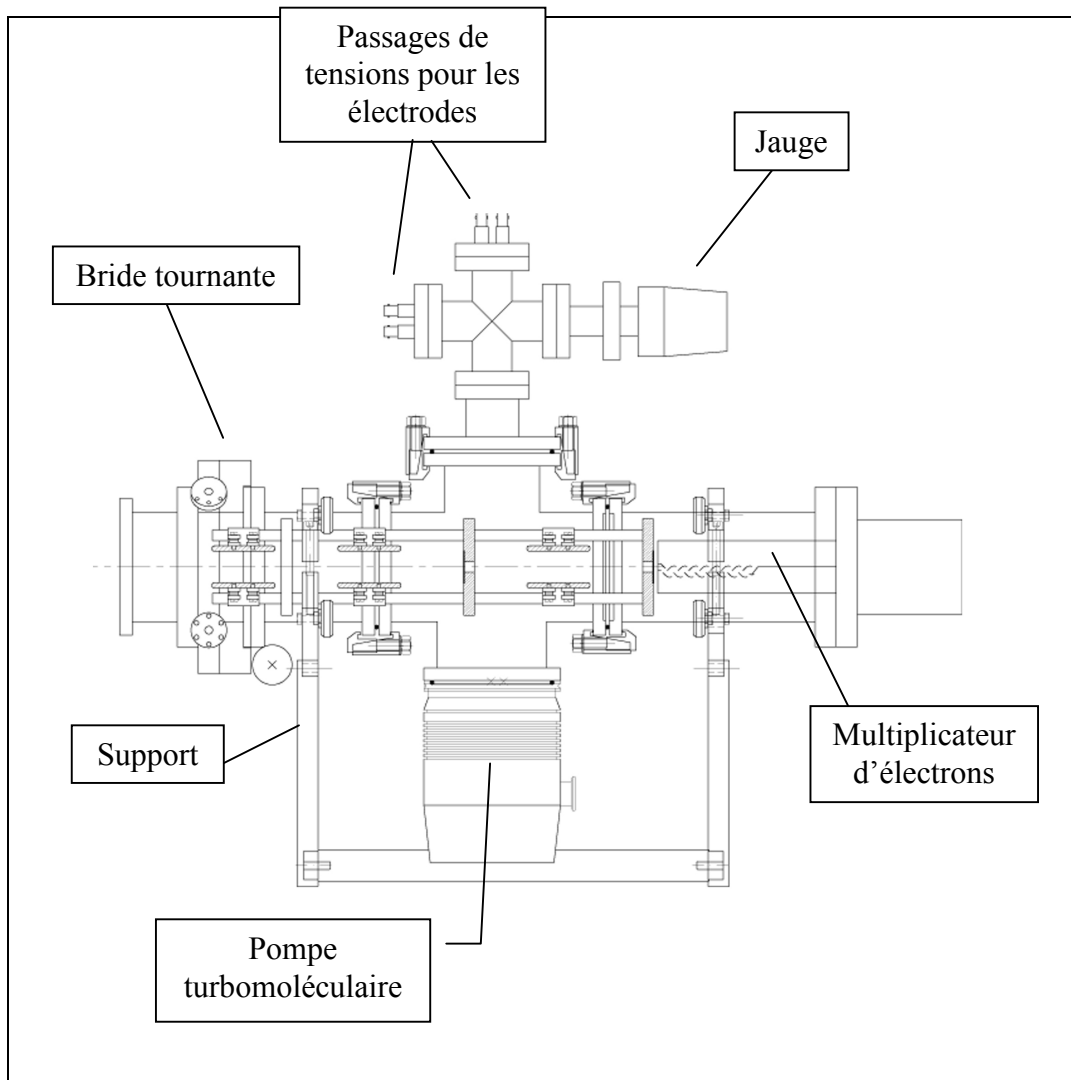 Passages de
tensions pour les
électrodes
Jauge
Bride tournante
Support
Multiplicateur
d’électrons
Pompe
turbomoléculaire